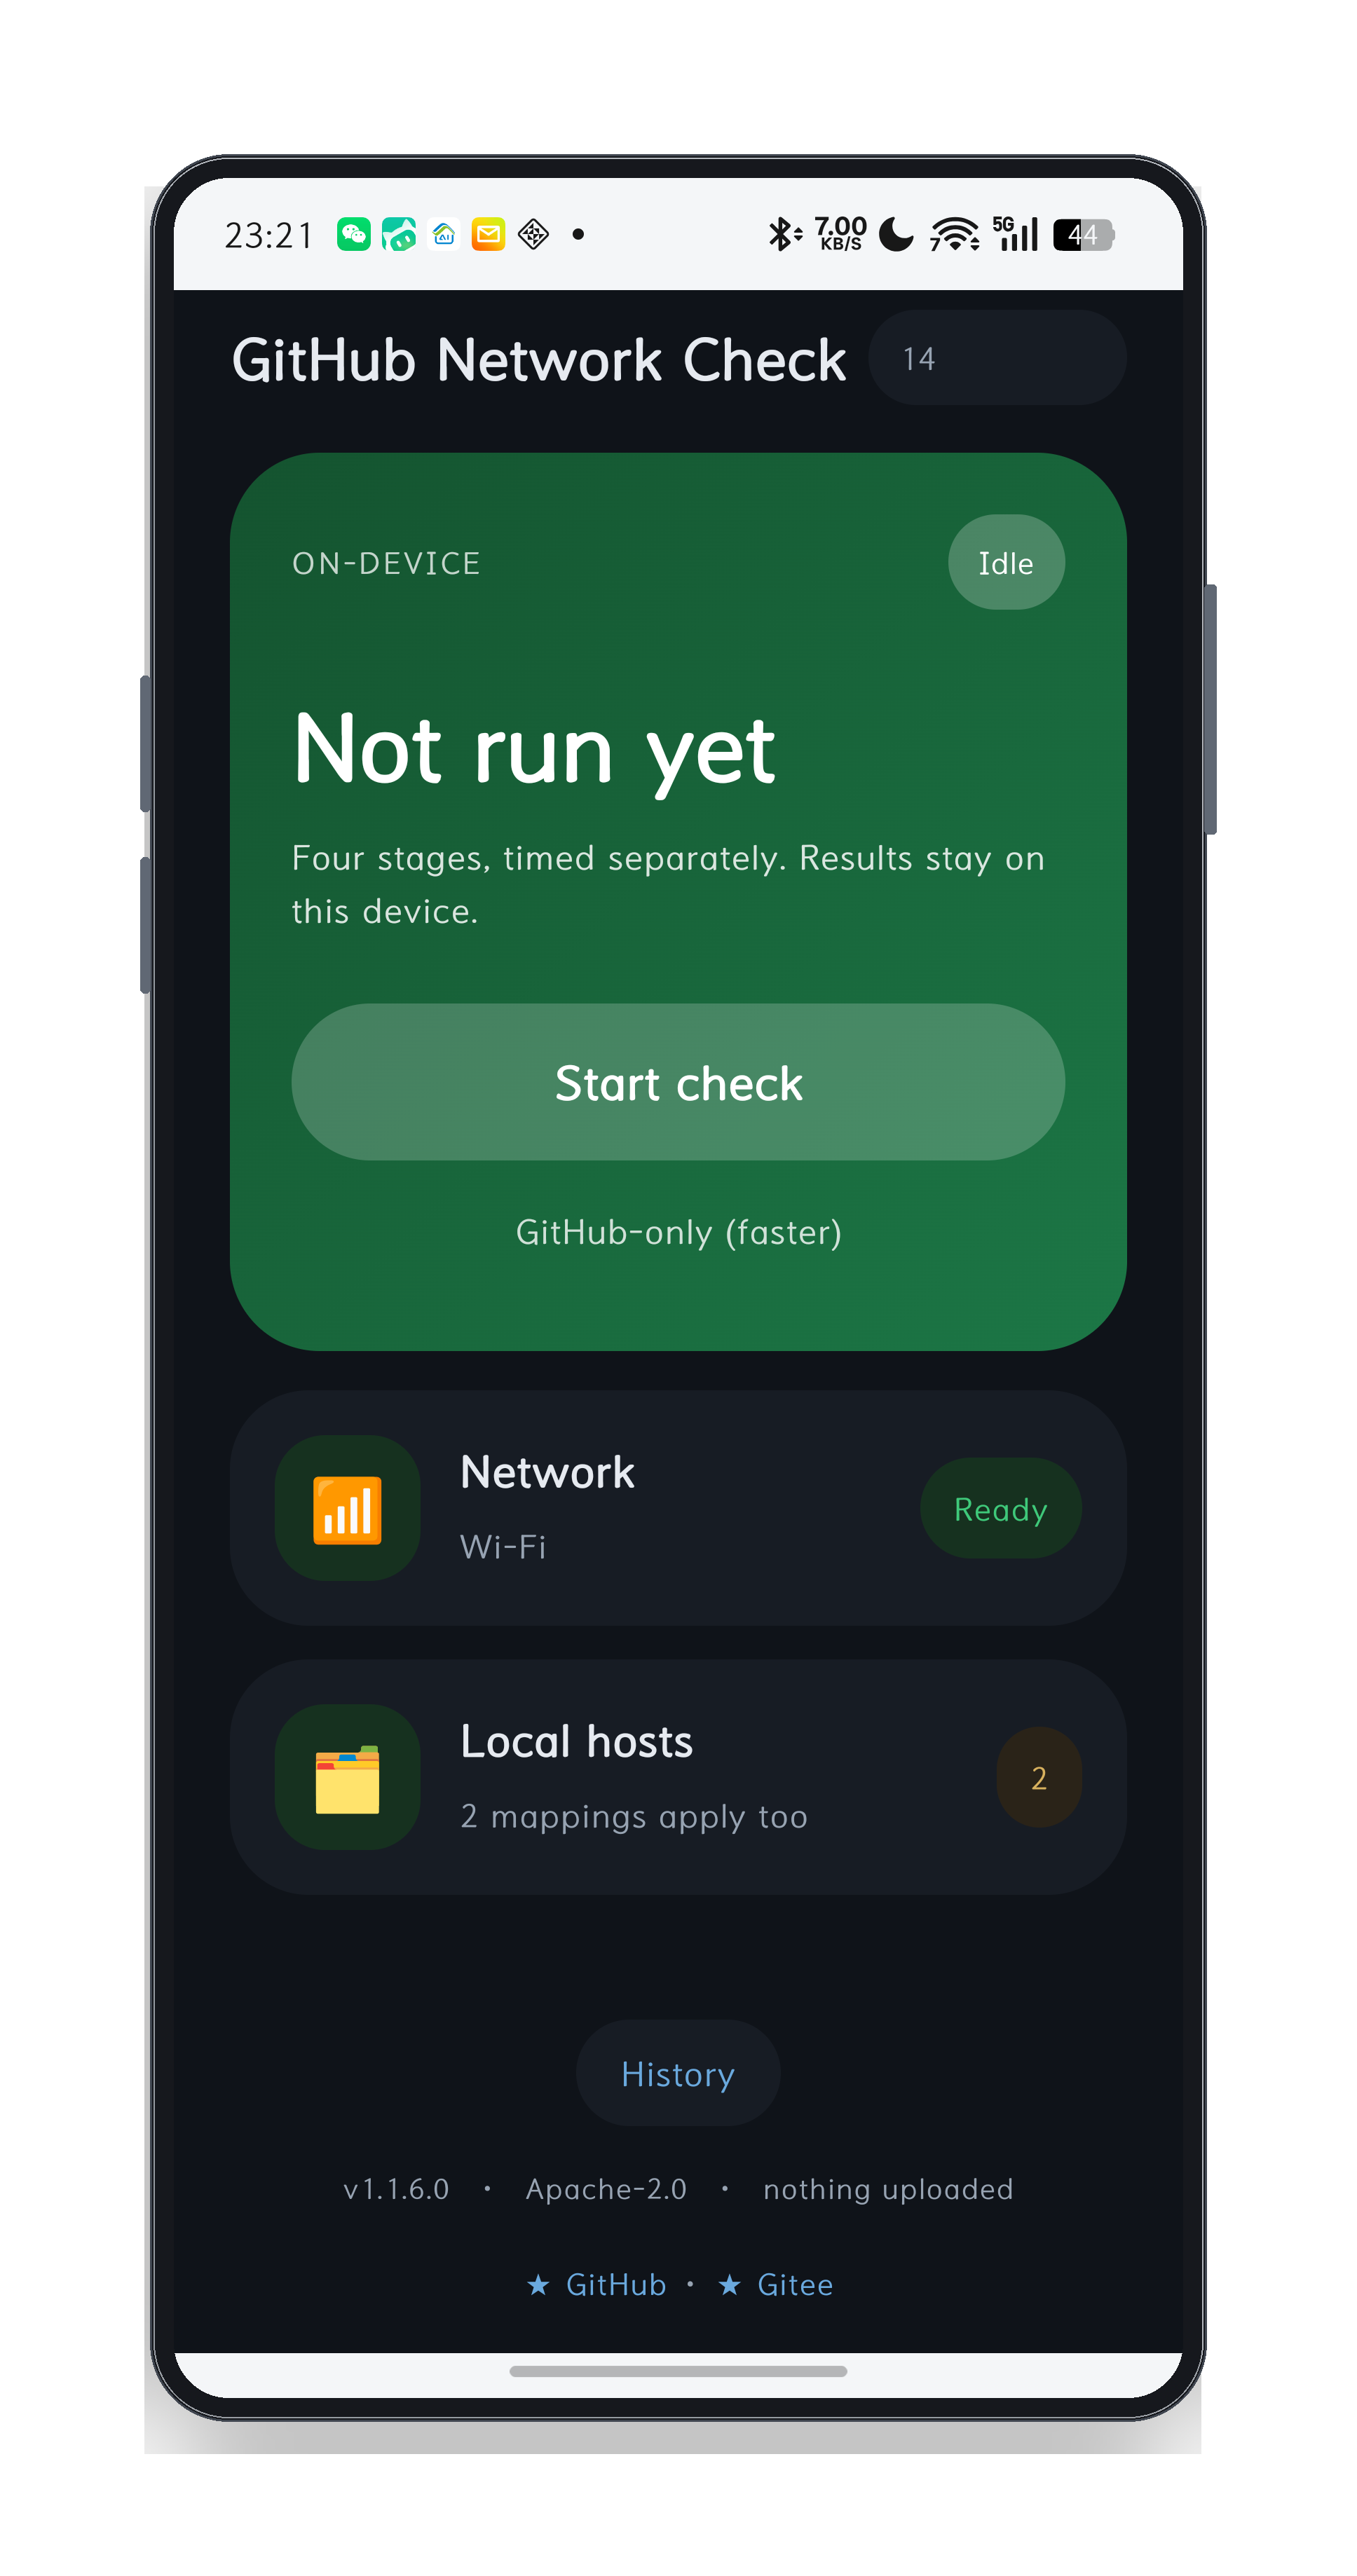 23:21
7.00
KB/S
7
5G
44
GitHub Network Check
14
ON-DEVICE
Idle
Not run yet
Four stages, timed separately. Results stay on
this device.
Start check
GitHub-only (faster)
Network
Wi-Fi
Ready
Local hosts
2 mappings apply too
2
History
v1.1.6.0 • Apache-2.0 • nothing uploaded
★ GitHub • ★ Gitee